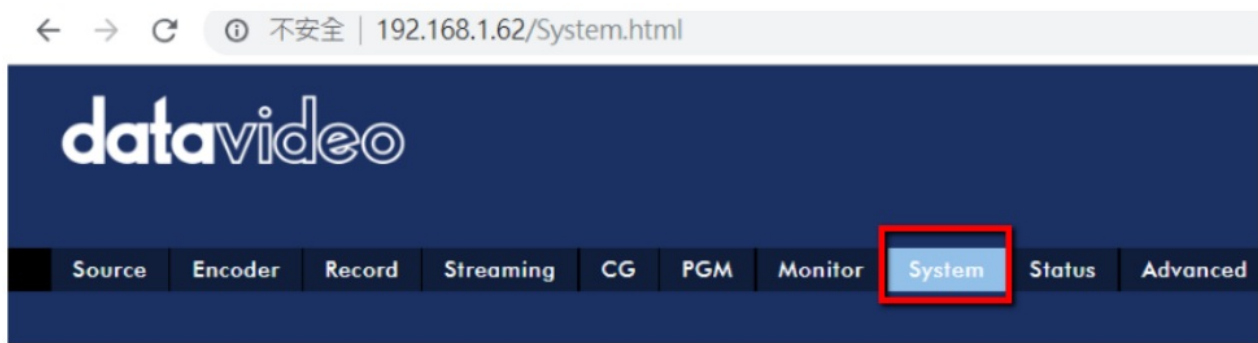 不安全 | 192.168.1.62/System.html
datavideo
Source Encoder Record Streaming CG PGM Monitor System Status Advanced